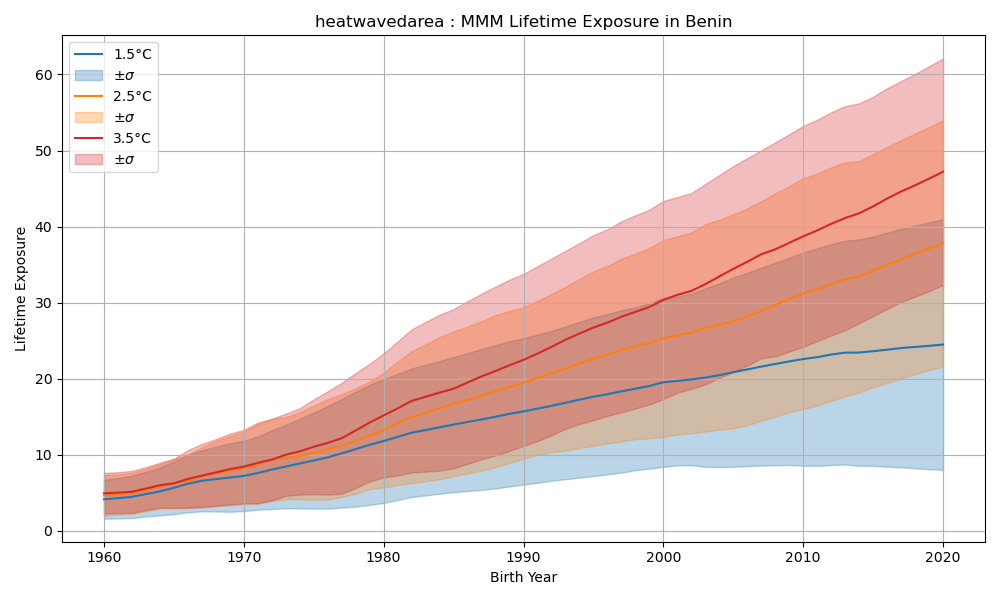 heatwavedarea : MMM Lifetime Exposure in Benin
1.5°C
±σ
2.5°C
±σ
3.5°C
±σ
Lifetime Exposure
60
50
40
30
20
10
0
1960 1970 1980 1990 2000 2010 2020
Birth Year